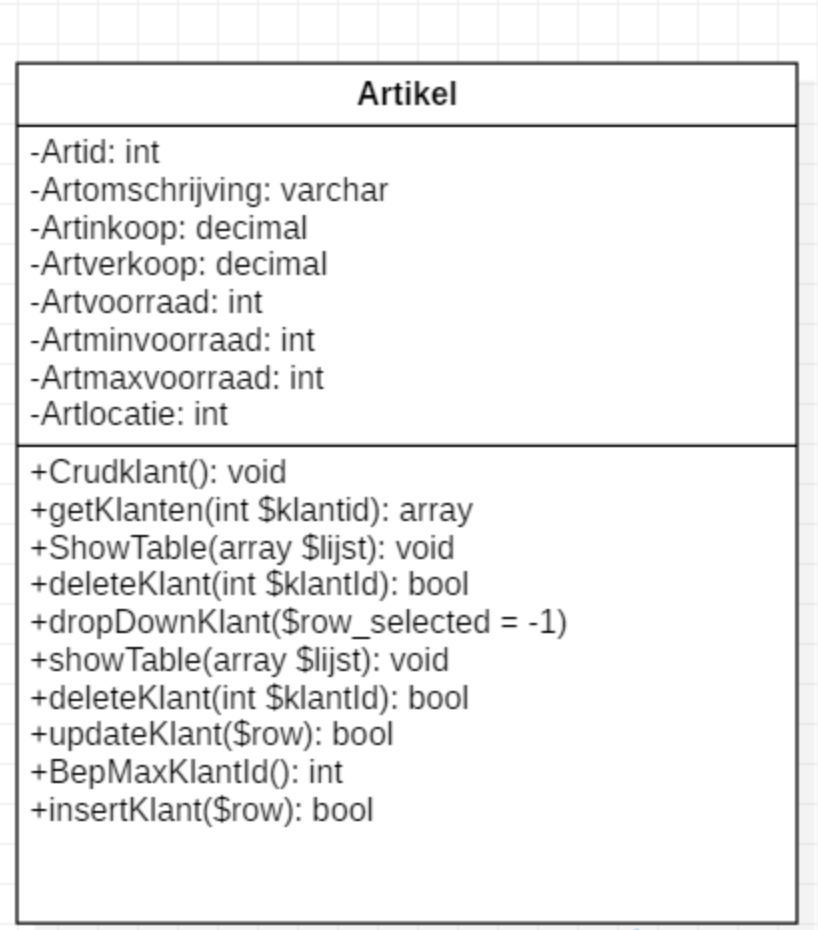 Artikel
-Artid: int
-Artomschrijving: varchar
-Artinkoop: decimal
-Artverkoop: decimal
-Artvoorraad: int
-Artminvoorraad: int
-Artmaxvoorraad: int
-Artlocatie: int
+Crudklant(): void
+getKlanten(int $klantid): array
+ShowTable(array $lijst): void
+deleteKlant(int $klantId): bool
+dropDownKlant($row_selected = -1)
+showTable(array $lijst): void
+deleteKlant(int $klantId): bool
+updateKlant($row): bool
+BepMaxKlantId(): int
+insertKlant($row): bool